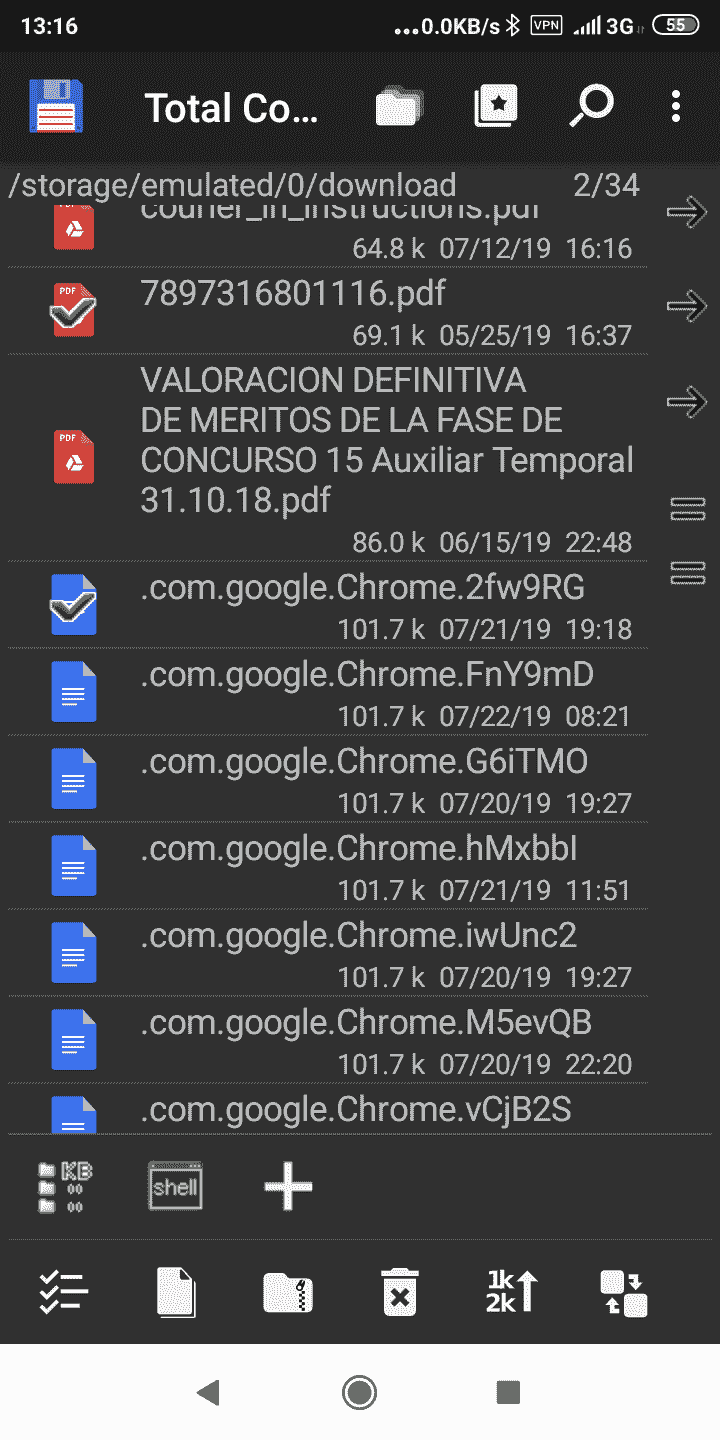 13:16
...0.0KB/s VPN 3G 55
Total Co...
/storage/emulated/0/download 2/34
courier_in_instructions.pdf
64.8 k 07/12/19 16:16
PDF
7897316801116.pdf
69.1 k 05/25/19 16:37
VALORACION DEFINITIVA
DE MERITOS DE LA FASE DE
PDF
CONCURSO 15 Auxiliar Temporal
31.10.18.pdf
86.0 k 06/15/19 22:48
.com.google.Chrome.2fw9RG
101.7 k 07/21/19 19:18
.com.google.Chrome.FnY9mD
101.7 k 07/22/19 08:21
.com.google.Chrome.G6iTMO
101.7 k 07/20/19 19:27
.com.google.Chrome.hMxbbI
101.7 k 07/21/19 11:51
.com.google.Chrome.iwUnc2
101.7 k 07/20/19 19:27
.com.google.Chrome.M5evQB
101.7 k 07/20/19 22:20
.com.google.Chrome.vCjB2S
KB
00
00
shell
1k
2k